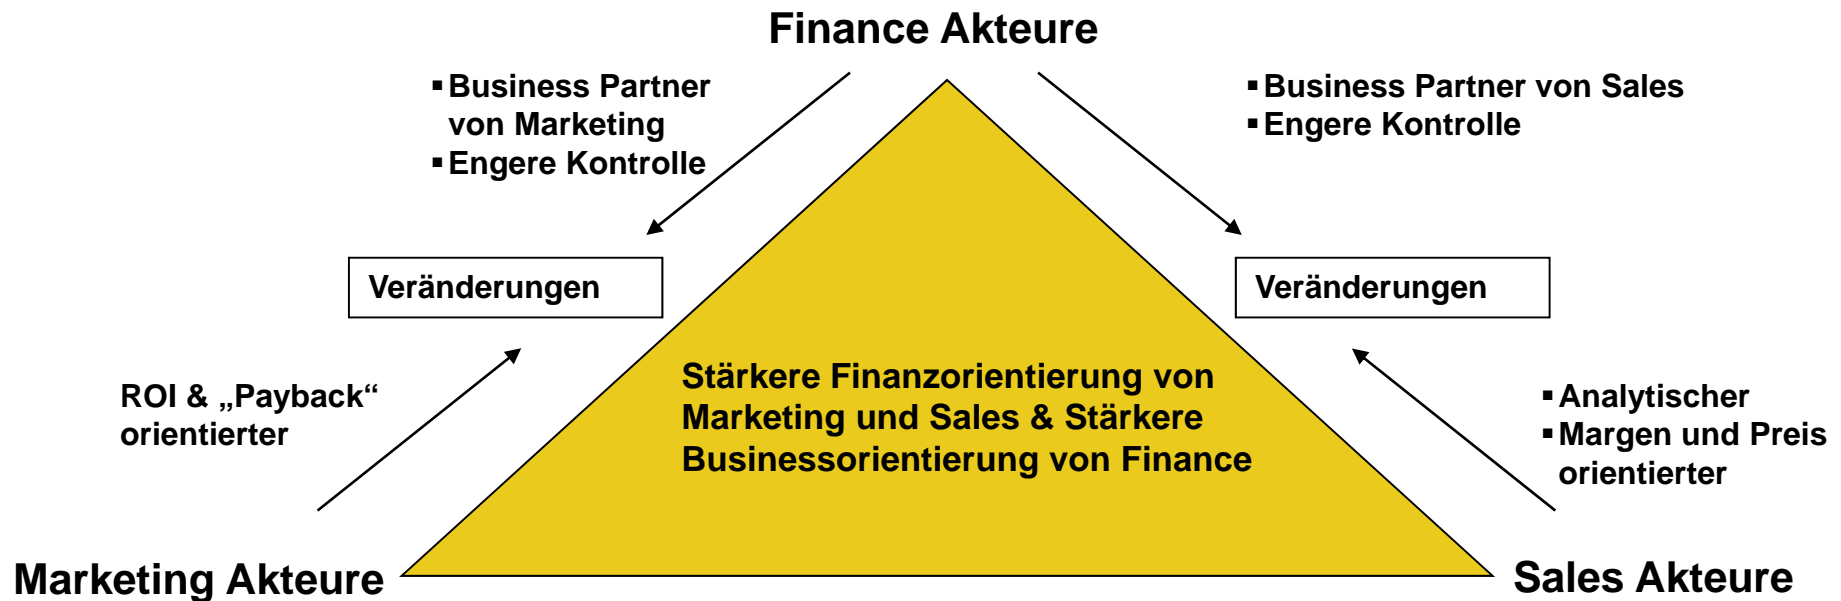 Finance Akteure
▪Business Partner
von Marketing
▪Engere Kontrolle
▪Business Partner von Sales
▪Engere Kontrolle
Veränderungen
Veränderungen
ROI & „Payback“
orientierter
Stärkere Finanzorientierung von
Marketing und Sales & Stärkere
Businessorientierung von Finance
▪Analytischer
▪Margen und Preis
orientierter
Marketing Akteure
Sales Akteure